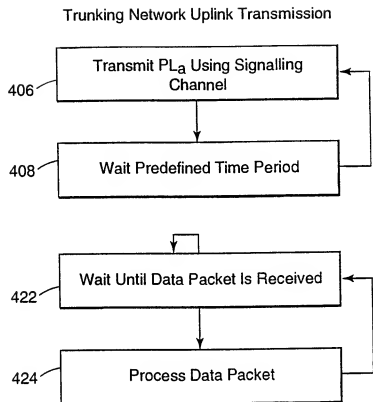 Trunking Network Uplink Transmission
Transmit PLa Using Signalling
Channel
406
Wait Predefined Time Period
408
Wait Until Data Packet Is Received
422
Process Data Packet
424